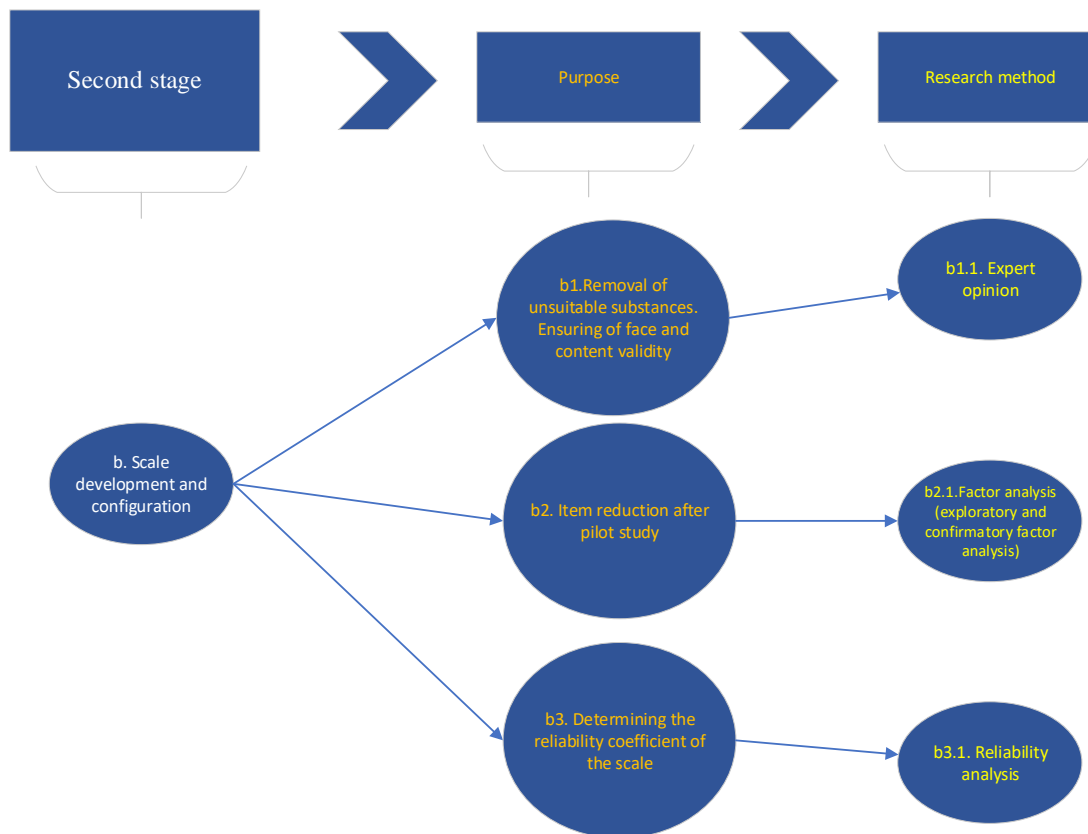 Second stage
Purpose
Research method
b1.Removal of
unsuitable substances.
Ensuring of face and
content validity
b1.1. Expert
opinion
b. Scale
development and
configuration
b2. Item reduction after
pilot study
b2.1.Factor analysis
(exploratory and
confirmatory factor
analysis)
b3. Determining the
reliability coefficient of
the scale
b3.1. Reliability
analysis